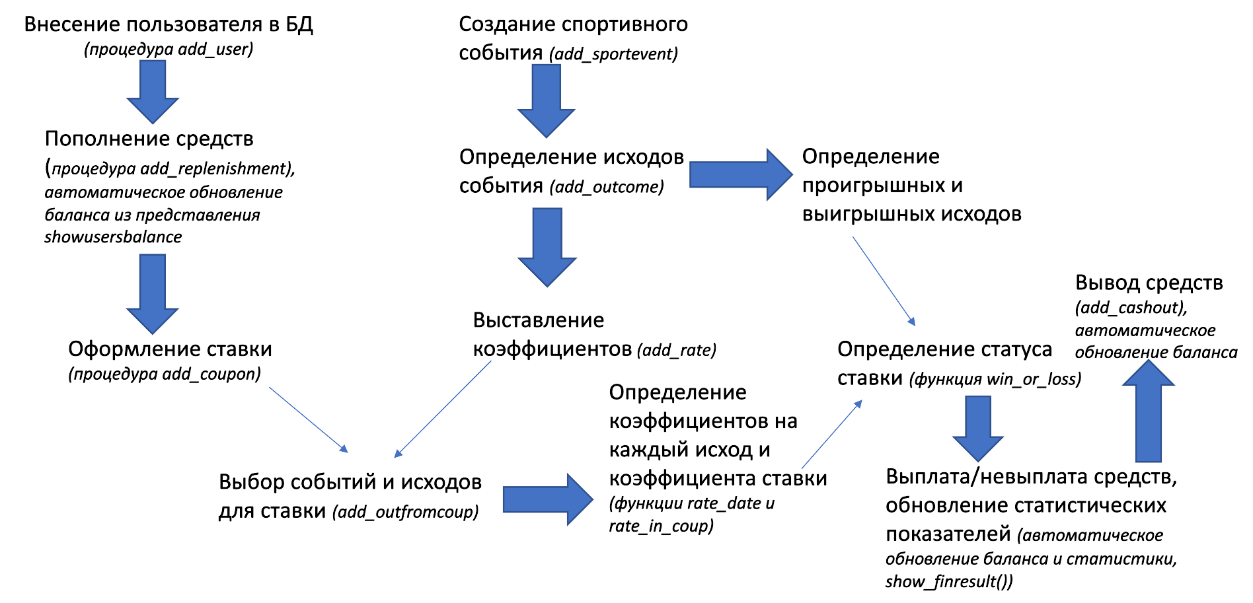 Внесение пользователя в БД
(процедура add_user)
Пополнение средств
(процедура add_replenishment),
автоматическое обновление
баланса из представления
showusersbalance
Оформление ставки
(процедура add_coupon)
Создание спортивного
события (add_sportevent)
Определение исходов
события (add_outcome)
Определение
проигрышных и
выигрышных исходов
Выставление
коэффициентов (add_rate)
Выбор событий и исходов
для ставки (add_outfromcoup)
Определение
коэффициентов на
каждый исход и
коэффициента ставки
(функции rate_date и
rate_in_coup)
Определение статуса
ставки (функция win_or_loss)
Выплата/невыплата средств,
обновление статистических
показателей (автоматическое
обновление баланса и статистики,
show_finresult())
Вывод средств
(add_cashout),
автоматическое
обновление баланса